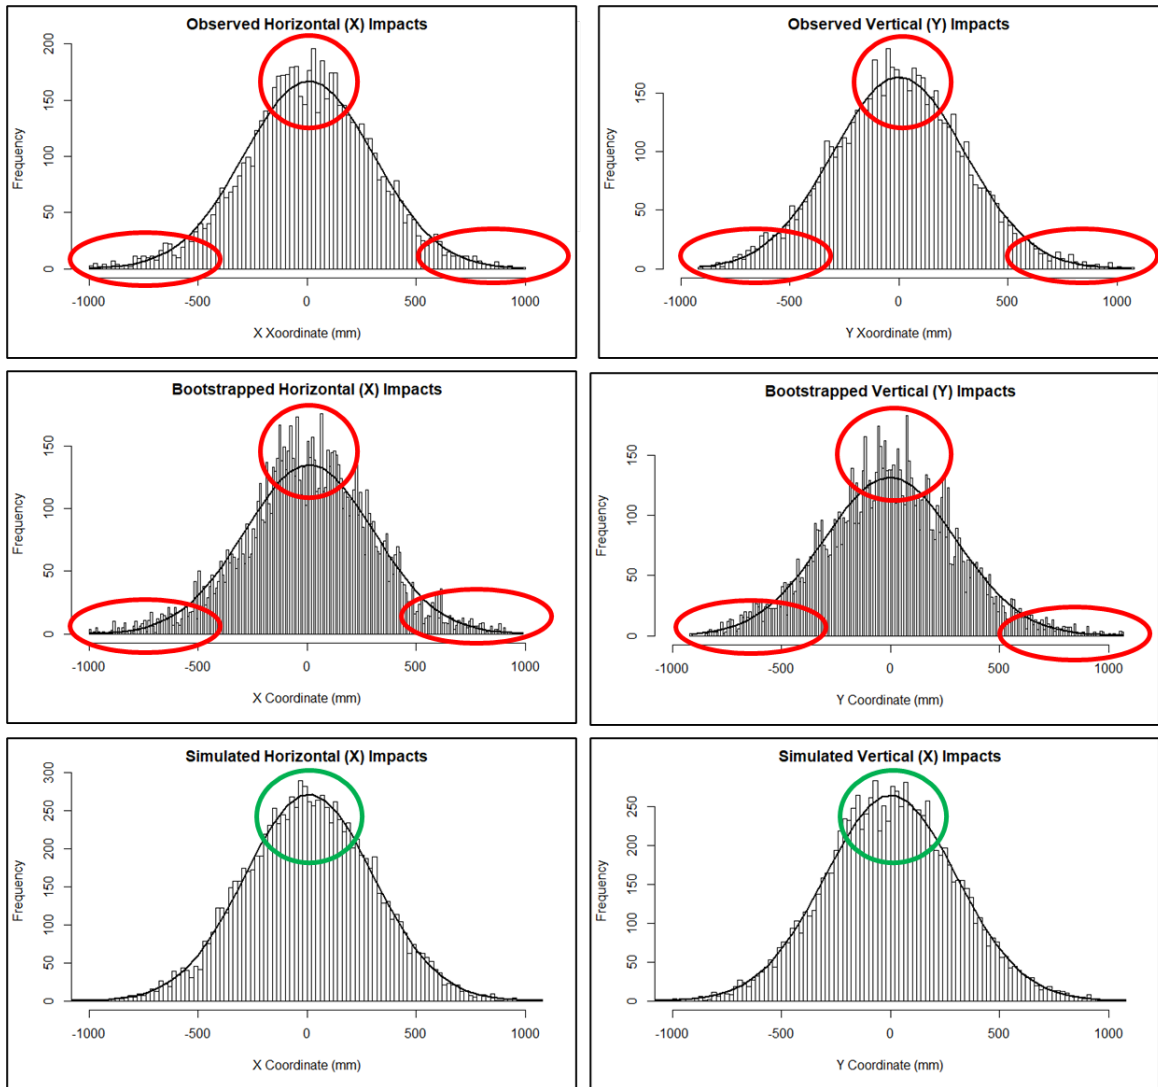 Observed Horizontal (X) Impacts
Frequency
200
150
100
50
0
-1000 -500 0 500 1000
X Xoordinate (mm)
Observed Vertical (Y) Impacts
Frequency
150
100
50
0
-1000 -500 0 500 1000
Y Xoordinate (mm)
Bootstrapped Horizontal (X) Impacts
Frequency
150
100
50
0
-1000 -500 0 500 1000
X Coordinate (mm)
Bootstrapped Vertical (Y) Impacts
Frequency
150
100
50
0
-1000 -500 0 500 1000
Y Coordinate (mm)
Simulated Horizontal (X) Impacts
Frequency
300
250
200
150
100
50
0
-1000 -500 0 500 1000
X Coordinate (mm)
Simulated Vertical (X) Impacts
Frequency
250
200
150
100
50
0
-1000 -500 0 500 1000
Y Coordinate (mm)